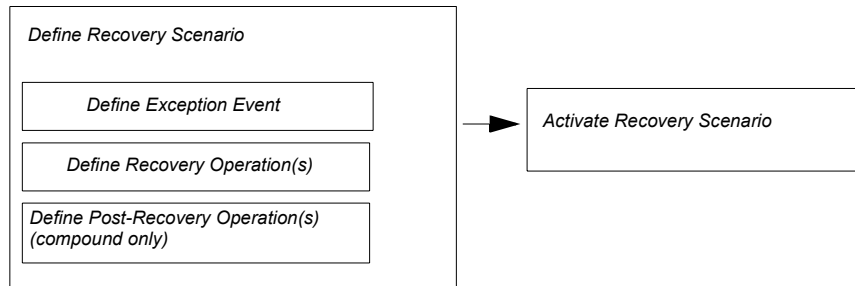 Define Recovery Scenario
Define Exception Event
Define Recovery Operation(s)
Define Post-Recovery Operation(s)
(compound only)
Activate Recovery Scenario